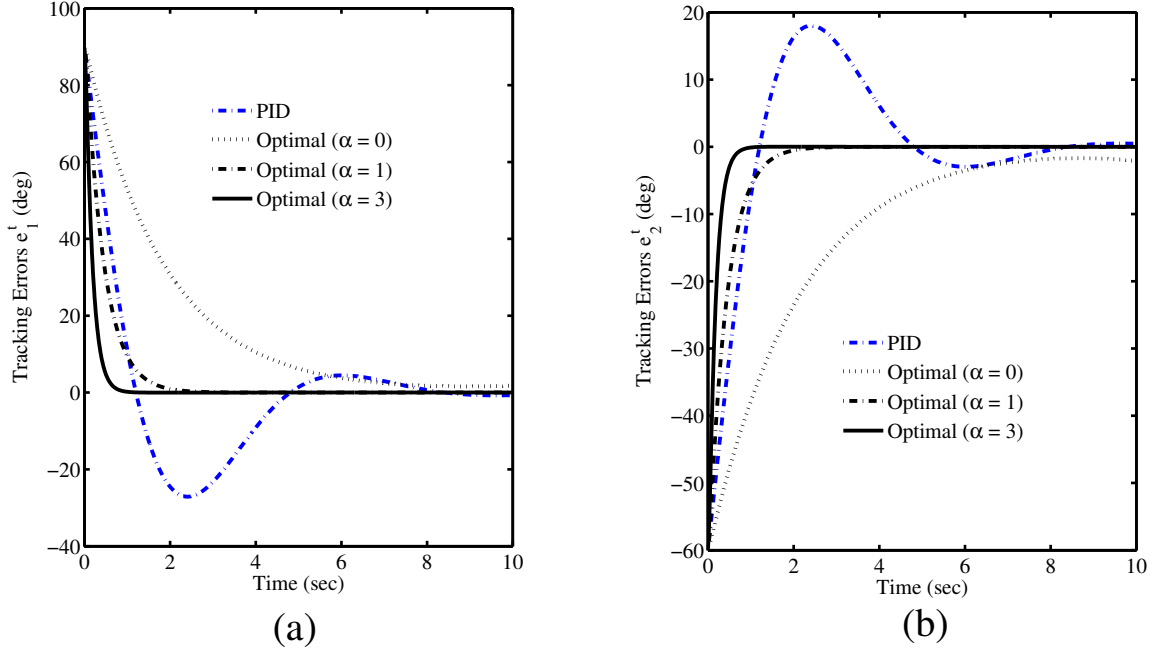 100
80
60
40
20
0
−20
−40
Tracking Errors e₁ᵗ (deg)
PID
Optimal (α = 0)
Optimal (α = 1)
Optimal (α = 3)
0 2 4 6 8 10
Time (sec)
(a)
20
10
0
−10
−20
−30
−40
−50
−60
Tracking Errors e₂ᵗ (deg)
PID
Optimal (α = 0)
Optimal (α = 1)
Optimal (α = 3)
0 2 4 6 8 10
Time (sec)
(b)